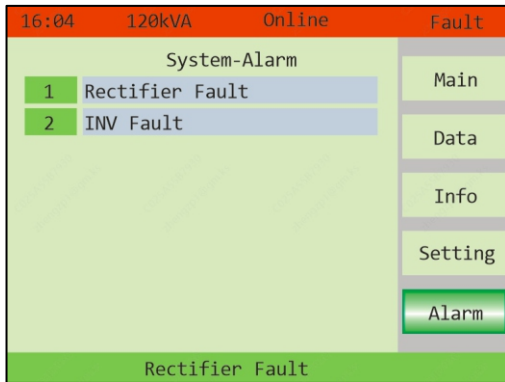 16:04 120kVA Online Fault
System-Alarm
1 Rectifier Fault
2 INV Fault
Main
Data
Info
Setting
Alarm
Rectifier Fault